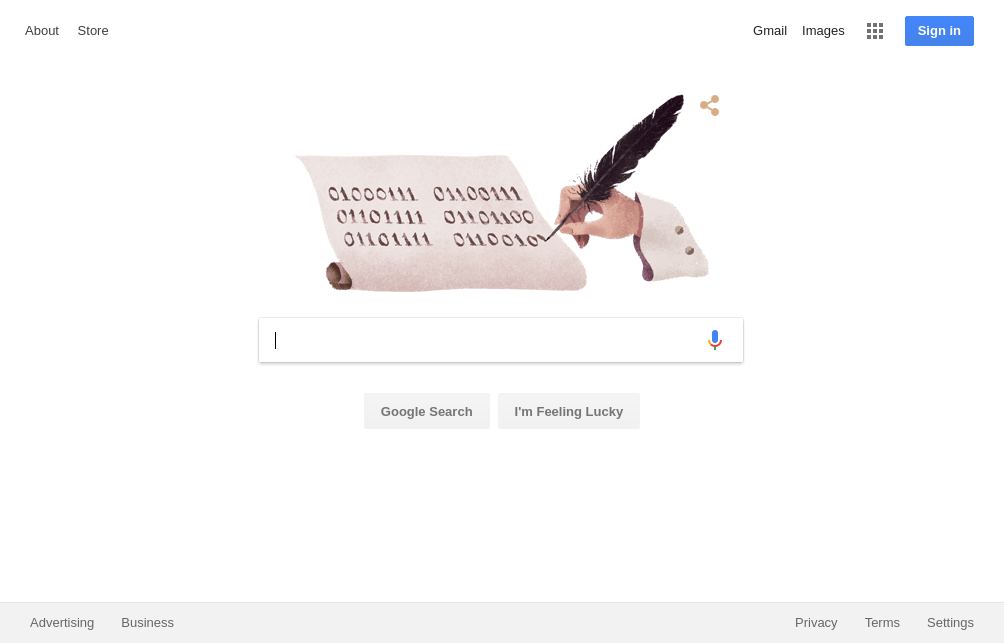 About Store Gmail Images Sign in
01000111 01100111
01101111 01101100
01101111 0110010
Google Search I'm Feeling Lucky
Advertising Business Privacy Terms Settings